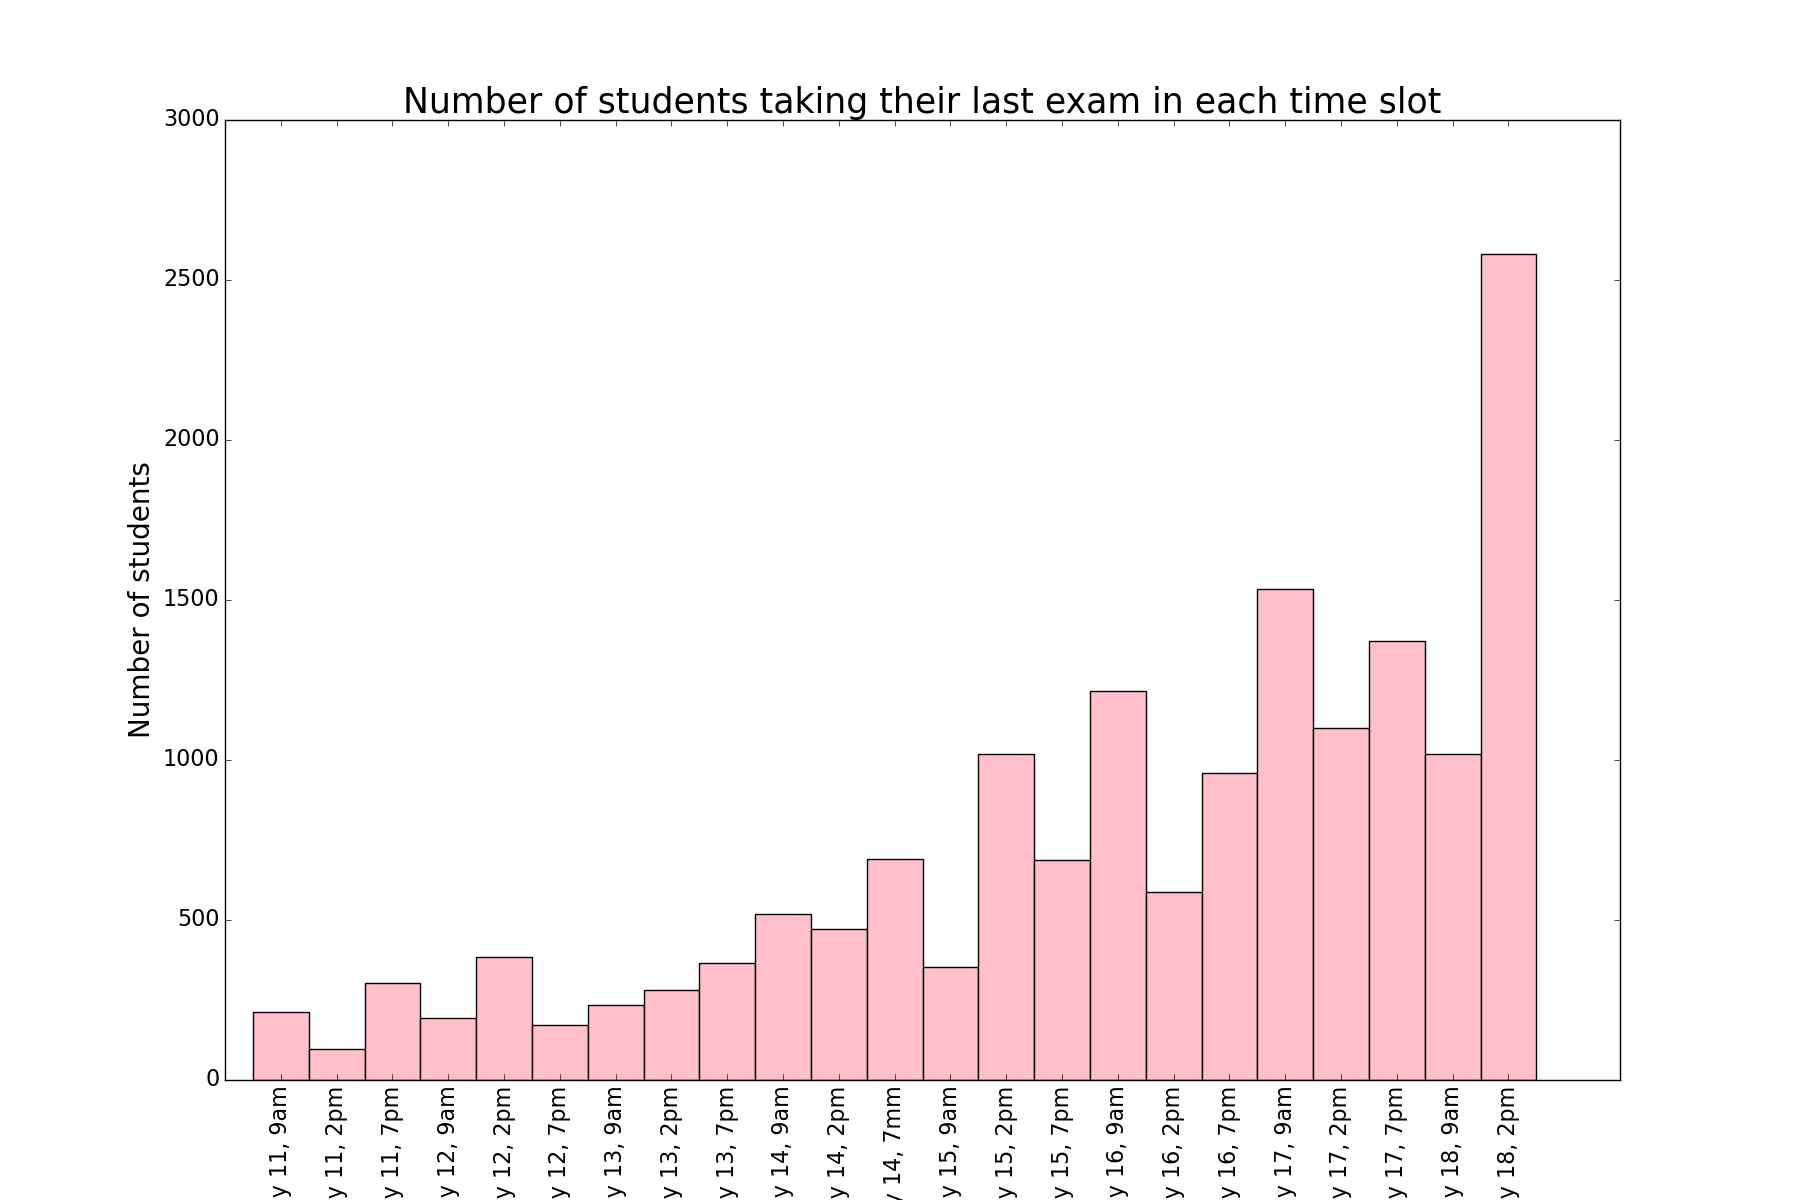 Number of students taking their last exam in each time slot
Number of students
3000
2500
2000
1500
1000
500
0
y 11, 9am
y 11, 2pm
y 11, 7pm
y 12, 9am
y 12, 2pm
y 12, 7pm
y 13, 9am
y 13, 2pm
y 13, 7pm
y 14, 9am
y 14, 2pm
y 14, 7mm
y 15, 9am
y 15, 2pm
y 15, 7pm
y 16, 9am
y 16, 2pm
y 16, 7pm
y 17, 9am
y 17, 2pm
y 17, 7pm
y 18, 9am
y 18, 2pm